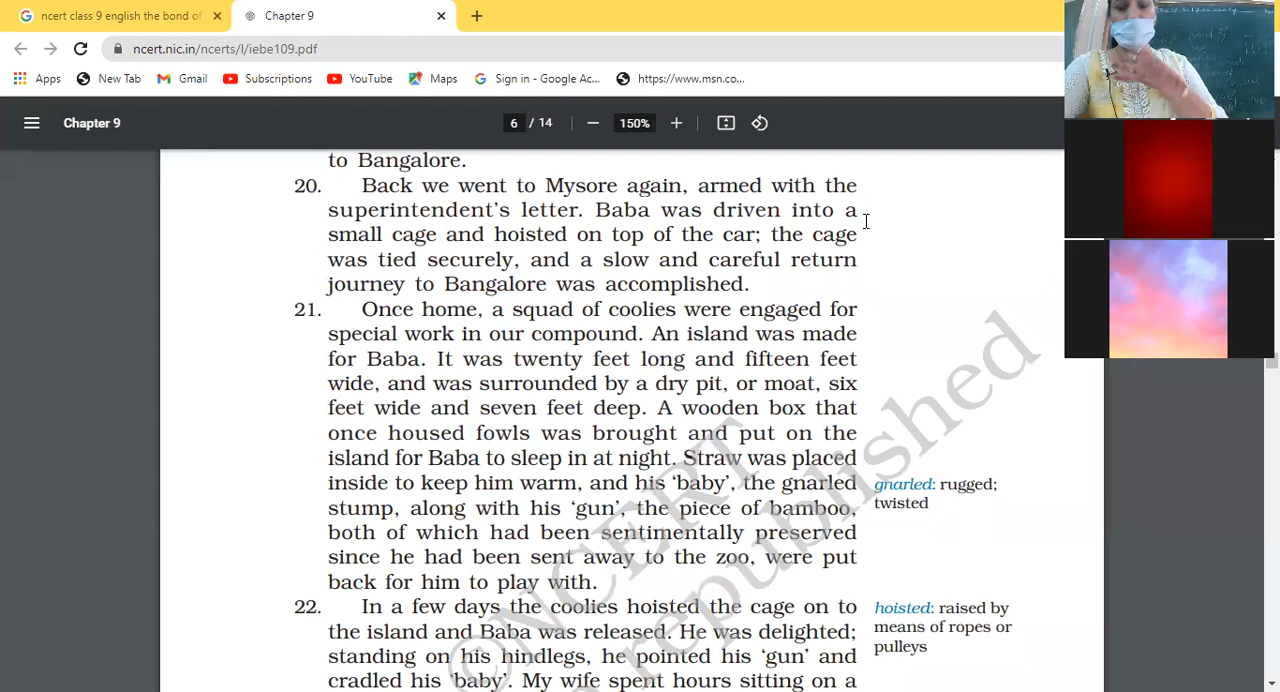 ncert class 9 english the bond of
Chapter 9
ncert.nic.in/ncerts/l/iebe109.pdf
Apps New Tab Gmail Subscriptions YouTube Maps Sign in - Google Ac... https://www.msn.co...
Chapter 9
6 / 14 150%
to Bangalore.
20. Back we went to Mysore again, armed with the
superintendent's letter. Baba was driven into a
small cage and hoisted on top of the car; the cage
was tied securely, and a slow and careful return
journey to Bangalore was accomplished.
21. Once home, a squad of coolies were engaged for
special work in our compound. An island was made
for Baba. It was twenty feet long and fifteen feet
wide, and was surrounded by a dry pit, or moat, six
feet wide and seven feet deep. A wooden box that
once housed fowls was brought and put on the
island for Baba to sleep in at night. Straw was placed
inside to keep him warm, and his 'baby', the gnarled
stump, along with his 'gun', the piece of bamboo,
both of which had been sentimentally preserved
since he had been sent away to the zoo, were put
back for him to play with.
gnarled: rugged;
twisted
22. In a few days the coolies hoisted the cage on to
the island and Baba was released. He was delighted;
standing on his hindlegs, he pointed his 'gun' and
cradled his 'baby'. My wife spent hours sitting on a
hoisted: raised by
means of ropes or
pulleys
©NCERT
republished